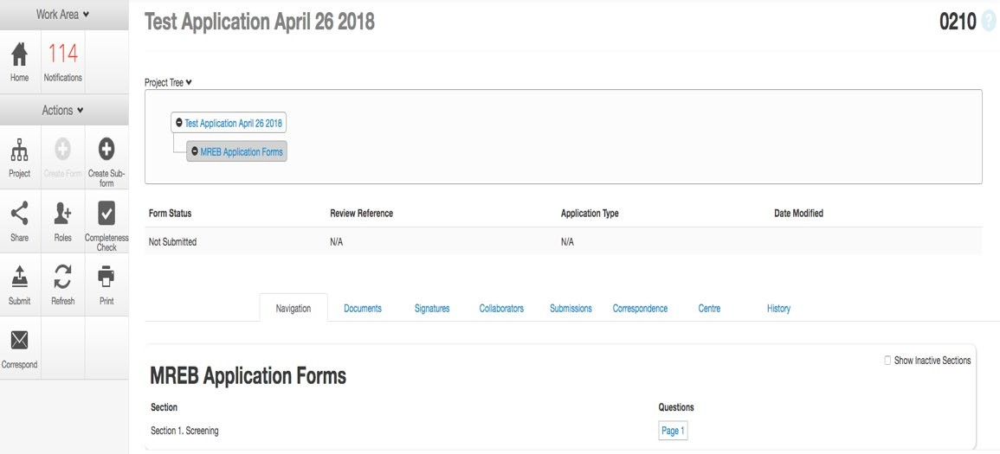 Work Area
Test Application April 26 2018
0210
?
114
Home
Notifications
Project Tree
Actions
Test Application April 26 2018
MREB Application Forms
Project
Create Form
Create Sub-
form
Form Status Review Reference Application Type Date Modified
Not Submitted N/A N/A
Share
Roles
Completeness
Check
Submit
Refresh
Print
Navigation Documents Signatures Collaborators Submissions Correspondence Centre History
Correspond
Show Inactive Sections
MREB Application Forms
Section Questions
Section 1. Screening Page 1